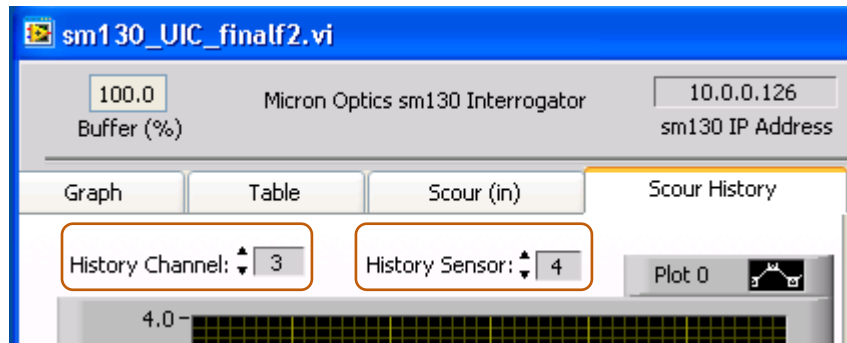 sm130_UIC_finalf2.vi
100.0 Micron Optics sm130 Interrogator 10.0.0.126
Buffer (%) sm130 IP Address
Graph Table Scour (in) Scour History
History Channel: 3 History Sensor: 4 Plot 0
4.0